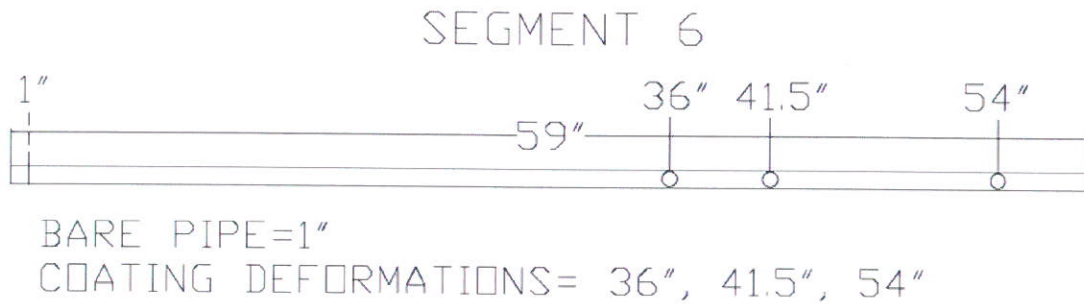 SEGMENT 6
1"
36" 41.5" 54"
59"
BARE PIPE=1"
COATING DEFORMATIONS= 36", 41.5", 54"